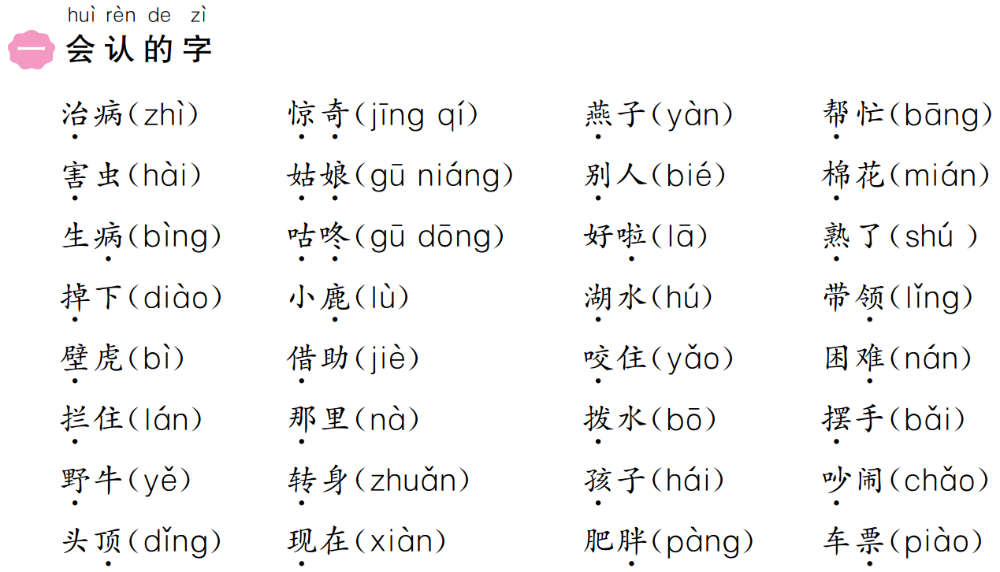 huì rèn de zì
一 会认的字
治病(zhì) 惊奇(jīng qí) 燕子(yàn) 帮忙(bāng)
害虫(hài) 姑娘(gū niáng) 别人(bié) 棉花(mián)
生病(bìng) 咕咚(gū dōng) 好啦(lā) 熟了(shú )
掉下(diào) 小鹿(lù) 湖水(hú) 带领(lǐng)
壁虎(bì) 借助(jiè) 咬住(yǎo) 困难(nán)
拦住(lán) 那里(nà) 拨水(bō) 摆手(bǎi)
野牛(yě) 转身(zhuǎn) 孩子(hái) 吵闹(chǎo)
头顶(dǐng) 现在(xiàn) 肥胖(pàng) 车票(piào)